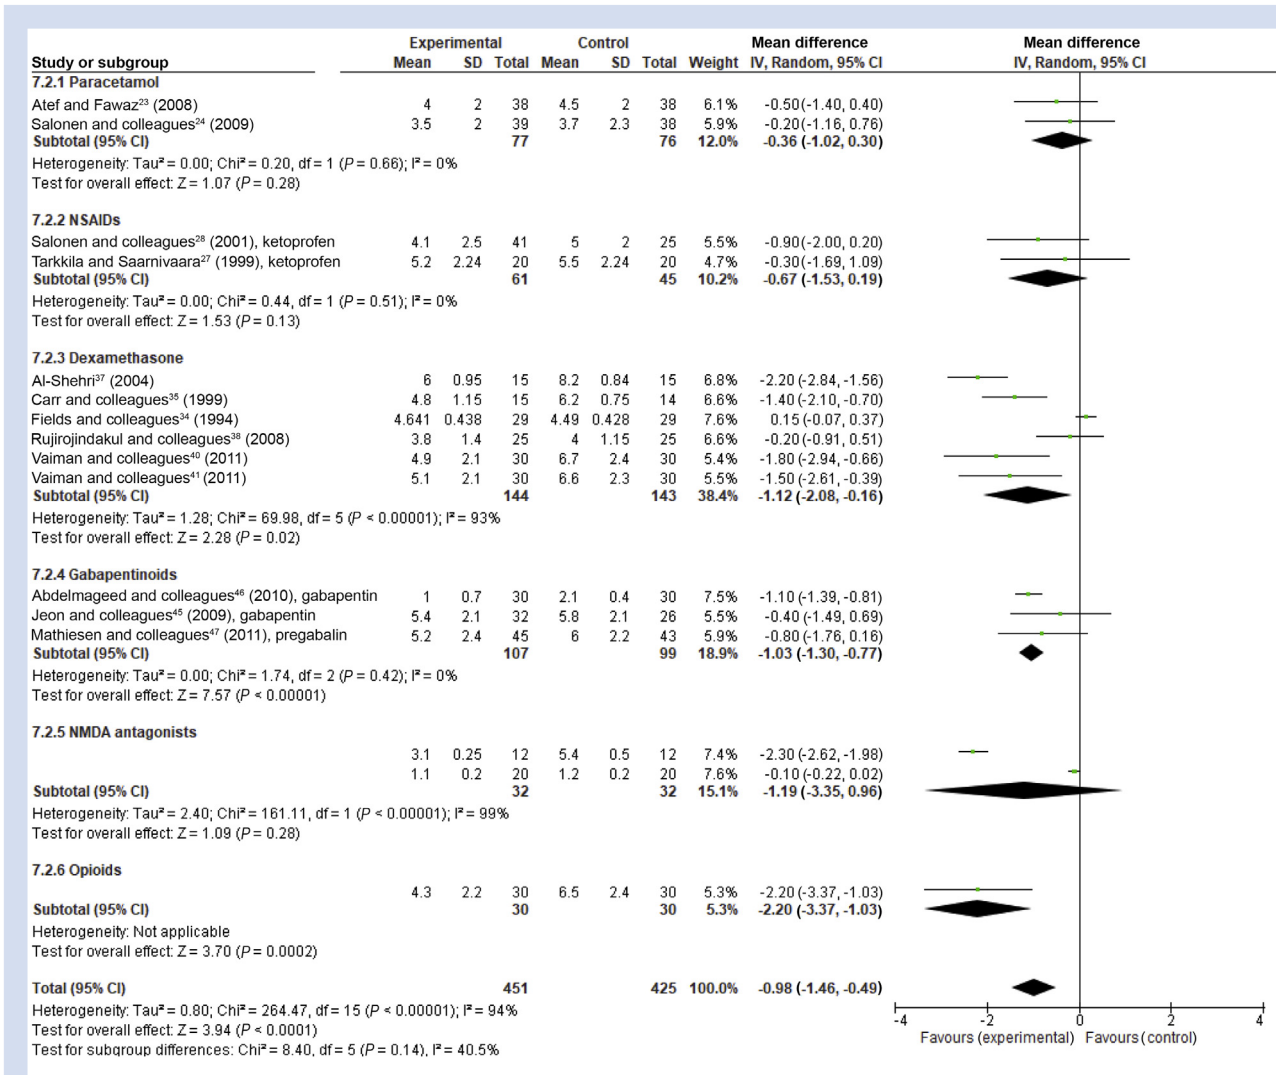 Experimental Control Mean difference Mean difference
Study or subgroup Mean SD Total Mean SD Total Weight IV, Random, 95% CI IV, Random, 95% CI
7.2.1 Paracetamol
Atef and Fawaz²³ (2008) 4 2 38 4.5 2 38 6.1% -0.50(-1.40, 0.40)
Salonen and colleagues²⁴ (2009) 3.5 2 39 3.7 2.3 38 5.9% -0.20(-1.16, 0.76)
Subtotal (95% CI) 77 76 12.0% -0.36 (-1.02, 0.30)
Heterogeneity: Tau² = 0.00; Chi² = 0.20, df = 1 (P = 0.66); I² = 0%
Test for overall effect: Z = 1.07 (P = 0.28)
7.2.2 NSAIDs
Salonen and colleagues²⁸ (2001), ketoprofen 4.1 2.5 41 5 2 25 5.5% -0.90(-2.00, 0.20)
Tarkkila and Saarnivaara²⁷ (1999), ketoprofen 5.2 2.24 20 5.5 2.24 20 4.7% -0.30(-1.69, 1.09)
Subtotal (95% CI) 61 45 10.2% -0.67 (-1.53, 0.19)
Heterogeneity: Tau² = 0.00; Chi² = 0.44, df = 1 (P = 0.51); I² = 0%
Test for overall effect: Z = 1.53 (P = 0.13)
7.2.3 Dexamethasone
Al-Shehri³⁷ (2004) 6 0.95 15 8.2 0.84 15 6.8% -2.20 (-2.84, -1.56)
Carr and colleagues³⁵ (1999) 4.8 1.15 15 6.2 0.75 14 6.6% -1.40 (-2.10, -0.70)
Fields and colleagues³⁴ (1994) 4.641 0.438 29 4.49 0.428 29 7.6% 0.15 (-0.07, 0.37)
Rujirojindakul and colleagues³⁸ (2008) 3.8 1.4 25 4 1.15 25 6.6% -0.20 (-0.91, 0.51)
Vaiman and colleagues⁴⁰ (2011) 4.9 2.1 30 6.7 2.4 30 5.4% -1.80 (-2.94, -0.66)
Vaiman and colleagues⁴¹ (2011) 5.1 2.1 30 6.6 2.3 30 5.5% -1.50 (-2.61, -0.39)
Subtotal (95% CI) 144 143 38.4% -1.12 (-2.08, -0.16)
Heterogeneity: Tau² = 1.28; Chi² = 69.98, df = 5 (P < 0.00001); I² = 93%
Test for overall effect: Z = 2.28 (P = 0.02)
7.2.4 Gabapentinoids
Abdelmageed and colleagues⁴⁶ (2010), gabapentin 1 0.7 30 2.1 0.4 30 7.5% -1.10 (-1.39, -0.81)
Jeon and colleagues⁴⁵ (2009), gabapentin 5.4 2.1 32 5.8 2.1 26 5.5% -0.40 (-1.49, 0.69)
Mathiesen and colleagues⁴⁷ (2011), pregabalin 5.2 2.4 45 6 2.2 43 5.9% -0.80 (-1.76, 0.16)
Subtotal (95% CI) 107 99 18.9% -1.03 (-1.30, -0.77)
Heterogeneity: Tau² = 0.00; Chi² = 1.74, df = 2 (P = 0.42); I² = 0%
Test for overall effect: Z = 7.57 (P < 0.00001)
7.2.5 NMDA antagonists
3.1 0.25 12 5.4 0.5 12 7.4% -2.30 (-2.62, -1.98)
1.1 0.2 20 1.2 0.2 20 7.6% -0.10 (-0.22, 0.02)
Subtotal (95% CI) 32 32 15.1% -1.19 (-3.35, 0.96)
Heterogeneity: Tau² = 2.40; Chi² = 161.11, df = 1 (P < 0.00001); I² = 99%
Test for overall effect: Z = 1.09 (P = 0.28)
7.2.6 Opioids
4.3 2.2 30 6.5 2.4 30 5.3% -2.20 (-3.37, -1.03)
Subtotal (95% CI) 30 30 5.3% -2.20 (-3.37, -1.03)
Heterogeneity: Not applicable
Test for overall effect: Z = 3.70 (P = 0.0002)
Total (95% CI) 451 425 100.0% -0.98 (-1.46, -0.49)
Heterogeneity: Tau² = 0.80; Chi² = 264.47, df = 15 (P < 0.00001); I² = 94%
Test for overall effect: Z = 3.94 (P < 0.0001)
Test for subgroup differences: Chi² = 8.40, df = 5 (P = 0.14), I² = 40.5%
-4 -2 0 2 4
Favours (experimental) Favours (control)